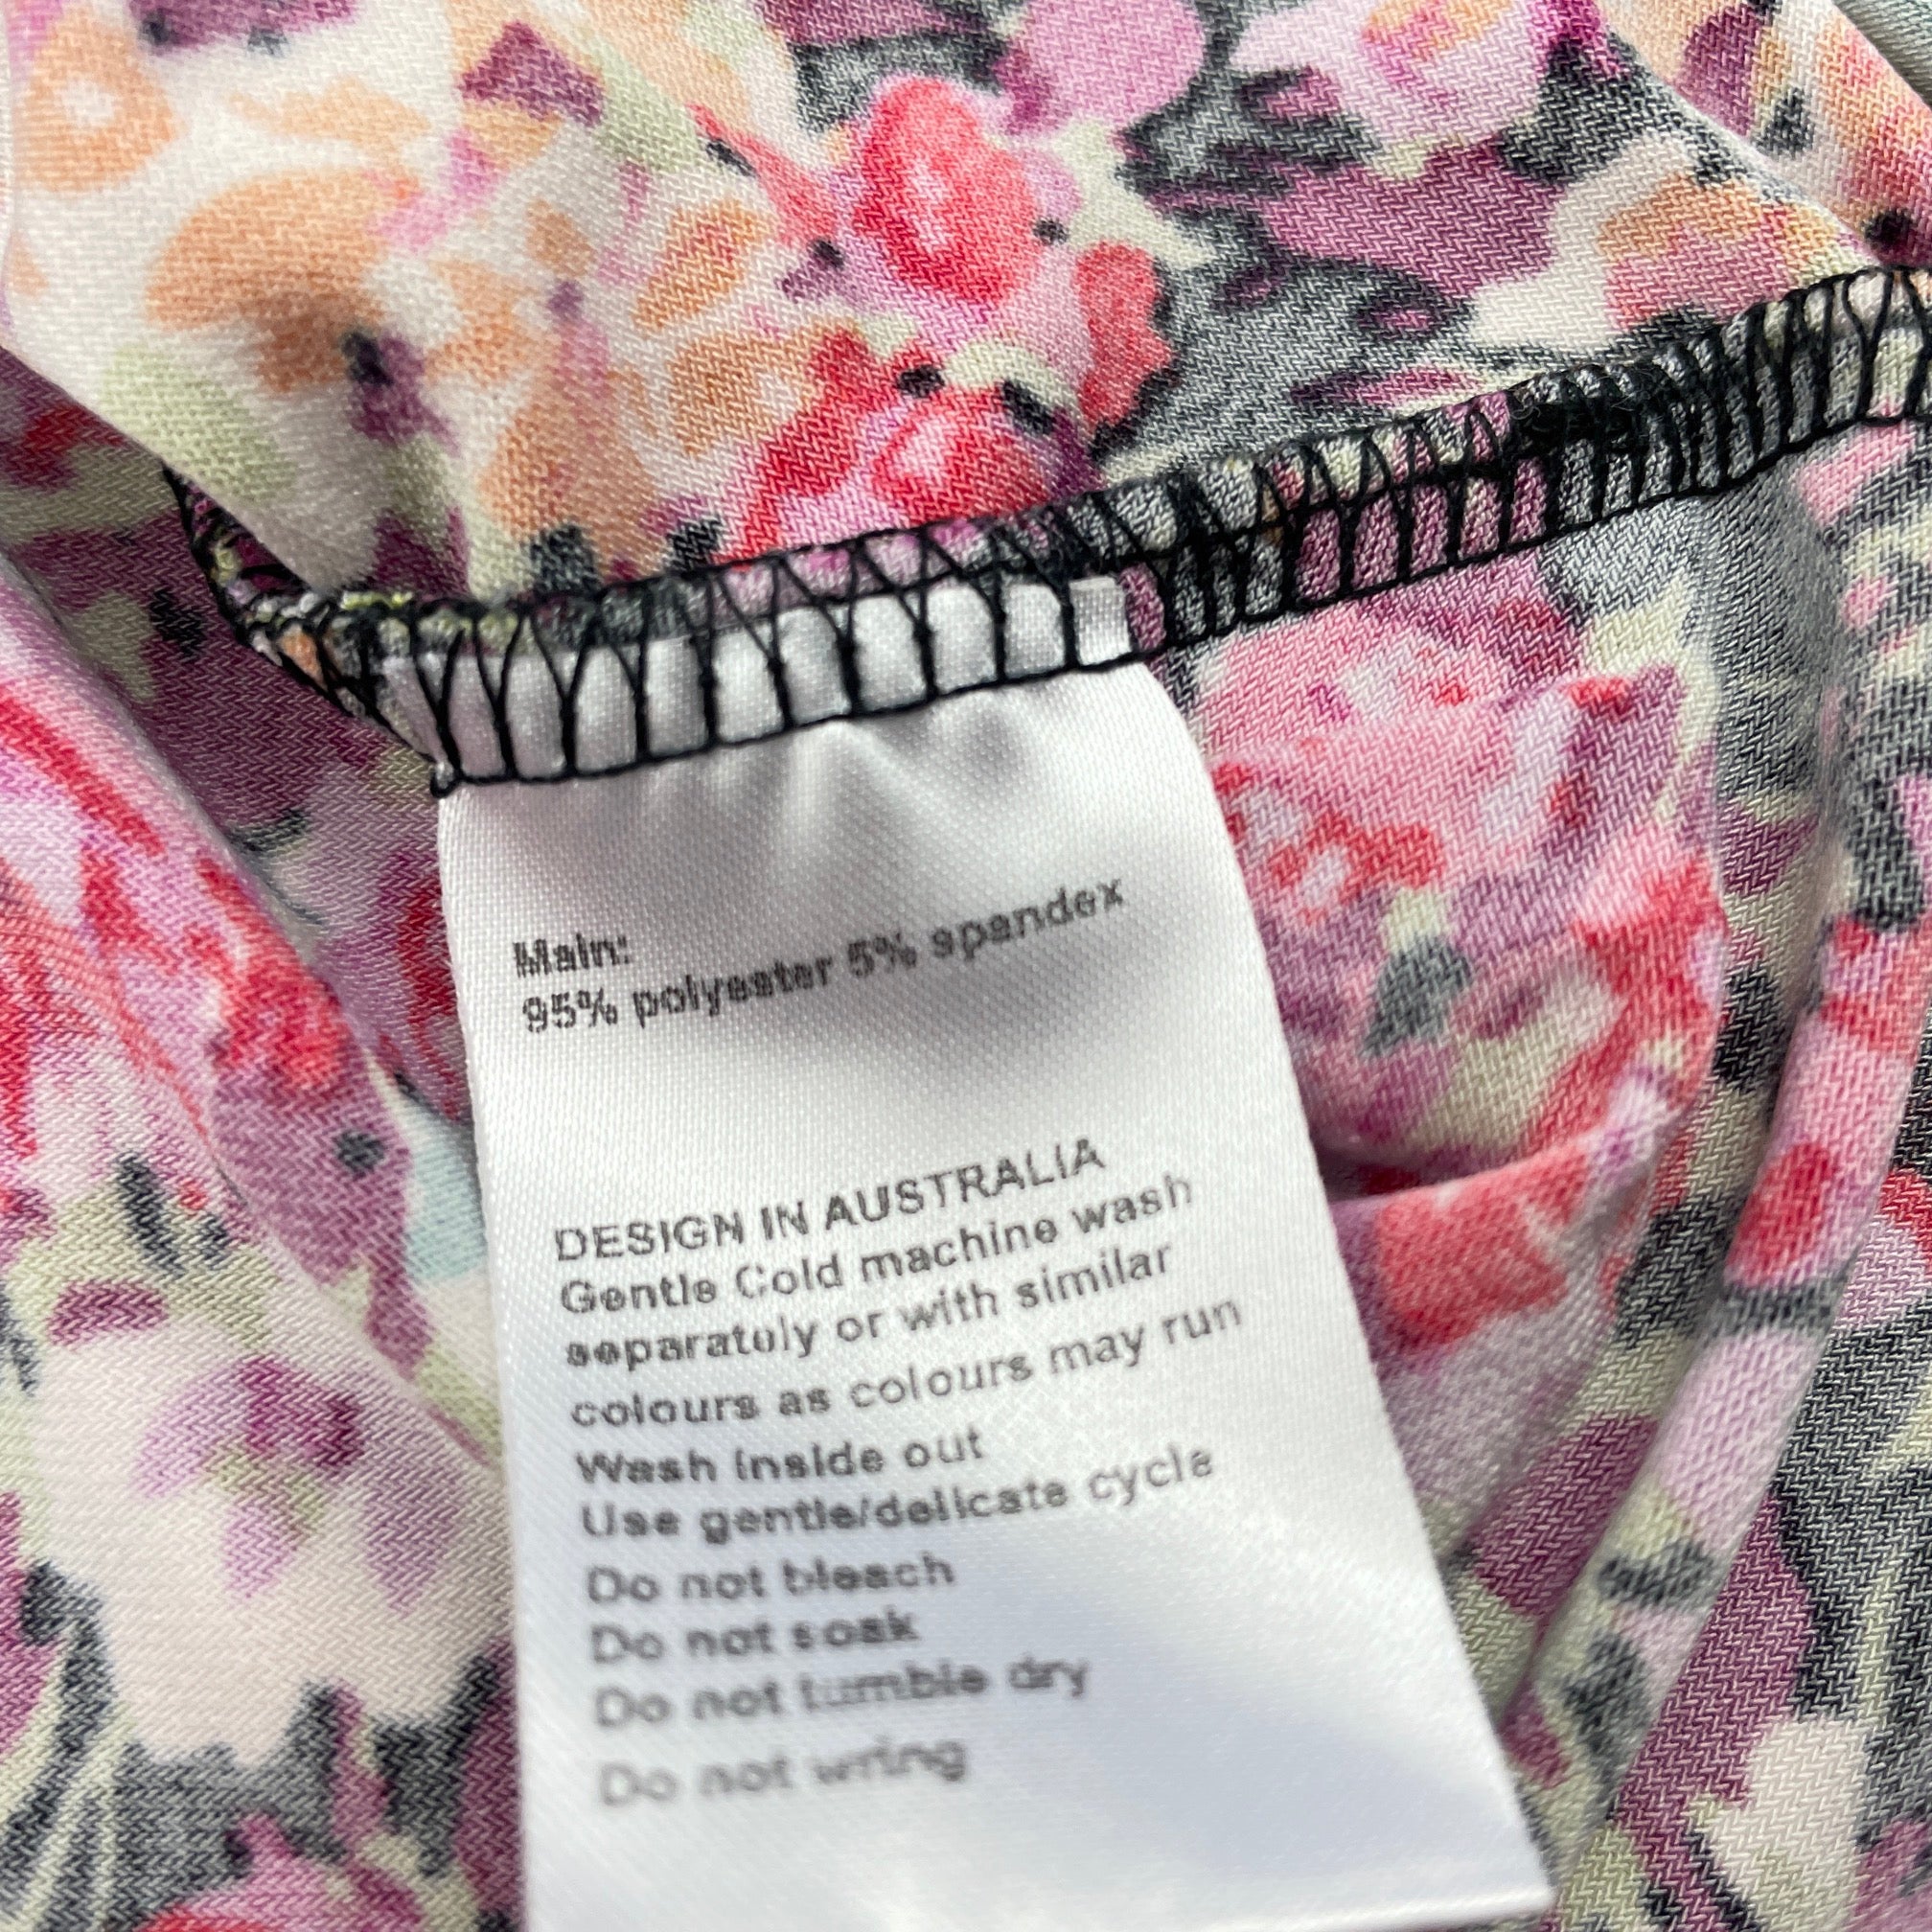 Main:
95% polyester 5% spandex
DESIGN IN AUSTRALIA
Gentle Cold machine wash
separately or with similar
colours as colours may run
Wash inside out
Use gentle/delicate cycle
Do not bleach
Do not soak
Do not tumble dry
Do not wring